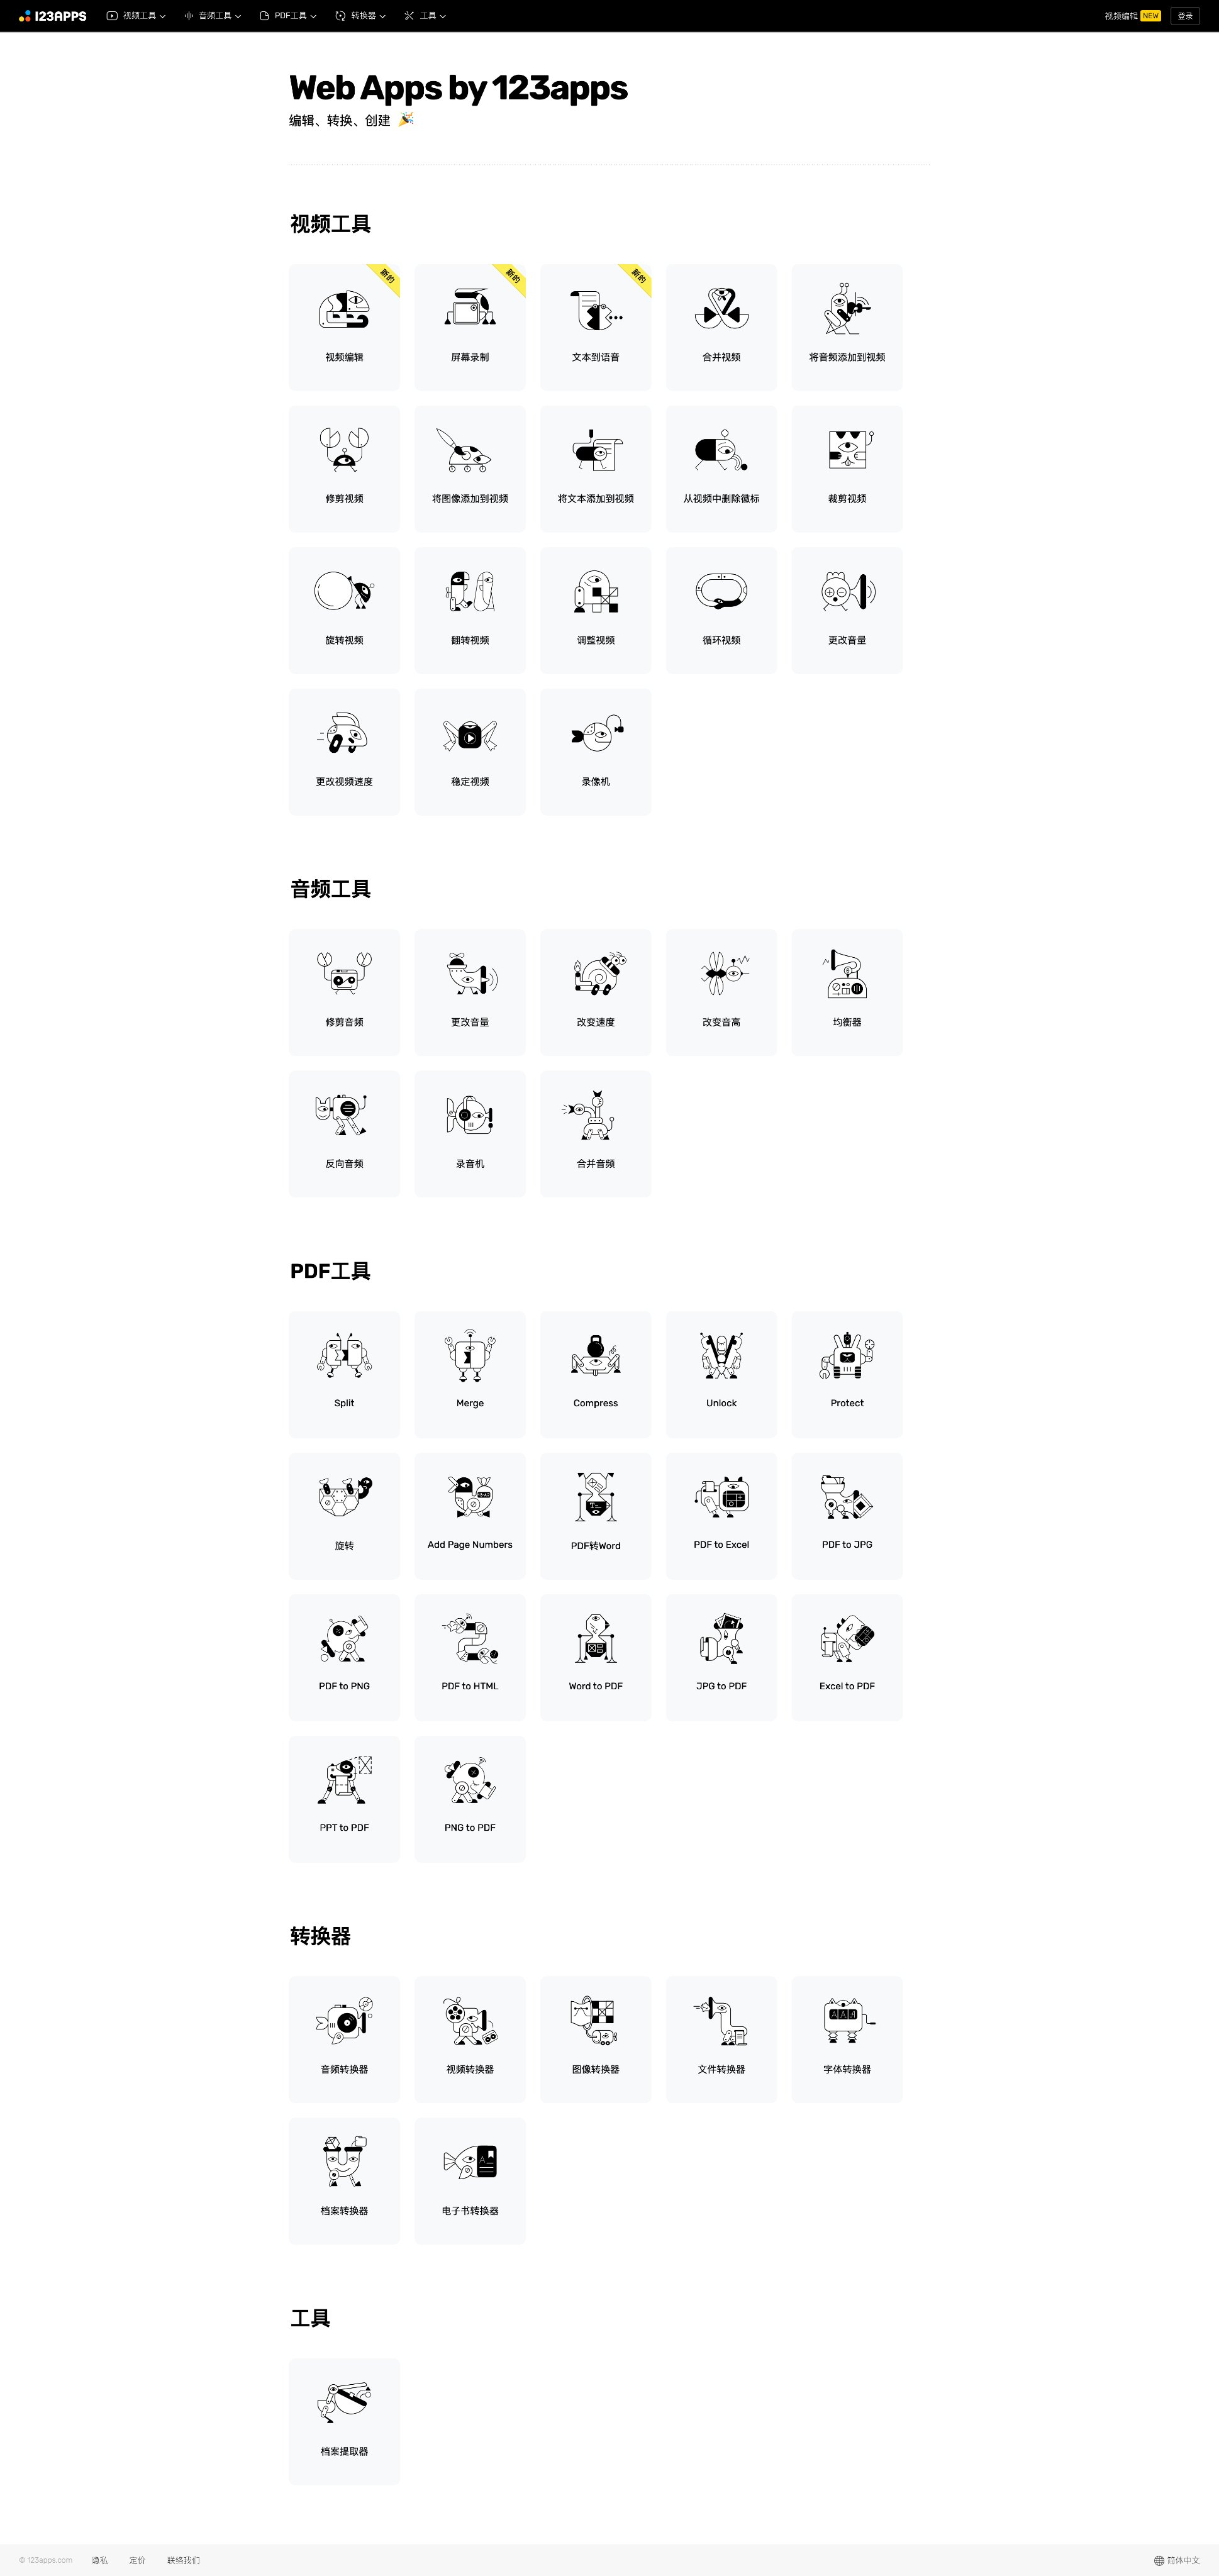 123APPS
视频工具
音频工具
PDF工具
转换器
工具
视频编辑 NEW
登录
Web Apps by 123apps
编辑、转换、创建
视频工具
新的
视频编辑
新的
屏幕录制
新的
文本到语音
合并视频
将音频添加到视频
修剪视频
将图像添加到视频
将文本添加到视频
从视频中删除徽标
裁剪视频
旋转视频
翻转视频
调整视频
循环视频
更改音量
更改视频速度
稳定视频
录像机
音频工具
修剪音频
更改音量
改变速度
改变音高
均衡器
反向音频
录音机
合并音频
PDF工具
Split
Merge
Compress
Unlock
Protect
旋转
Add Page Numbers
PDF转Word
PDF to Excel
PDF to JPG
PDF to PNG
PDF to HTML
Word to PDF
JPG to PDF
Excel to PDF
PPT to PDF
PNG to PDF
转换器
音频转换器
视频转换器
图像转换器
文件转换器
字体转换器
档案转换器
电子书转换器
工具
档案提取器
© 123apps.com
隐私
定价
联络我们
简体中文